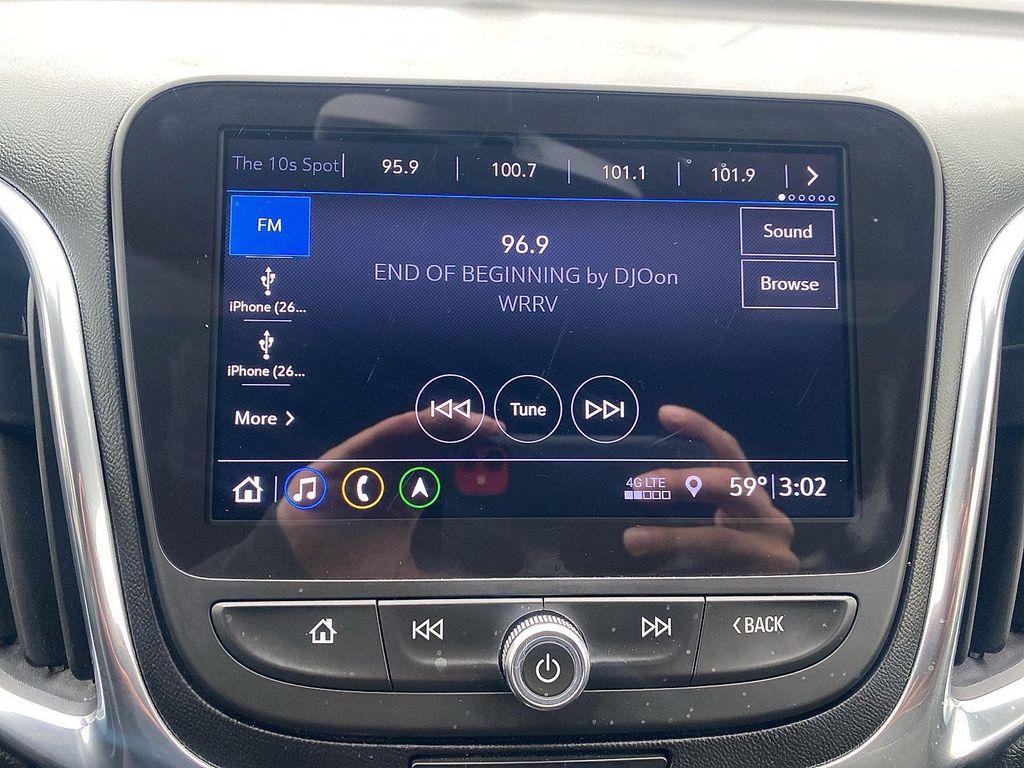 The 10s Spot 95.9 100.7 101.1 101.9
FM
Sound
96.9
END OF BEGINNING by DJOon
WRRV
Browse
iPhone (26...
iPhone (26...
More
Tune
4G LTE
59° 3:02
BACK